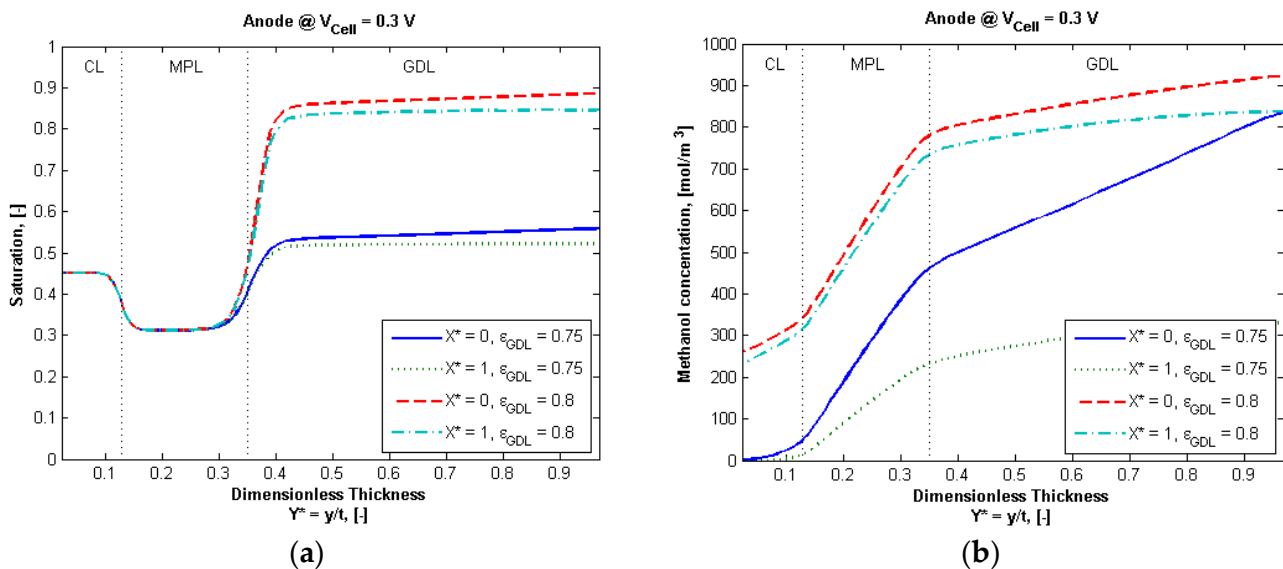 Anode @ V_Cell = 0.3 V
CL MPL GDL
Saturation, [-]
1
0.9
0.8
0.7
0.6
0.5
0.4
0.3
0.2
0.1
0
X* = 0, ε_GDL = 0.75
X* = 1, ε_GDL = 0.75
X* = 0, ε_GDL = 0.8
X* = 1, ε_GDL = 0.8
0.1 0.2 0.3 0.4 0.5 0.6 0.7 0.8 0.9
Dimensionless Thickness
Y* = y/t, [-]
(a)
Anode @ V_Cell = 0.3 V
CL MPL GDL
Methanol concentration, [mol/m ³]
1000
900
800
700
600
500
400
300
200
100
0
X* = 0, ε_GDL = 0.75
X* = 1, ε_GDL = 0.75
X* = 0, ε_GDL = 0.8
X* = 1, ε_GDL = 0.8
0.1 0.2 0.3 0.4 0.5 0.6 0.7 0.8 0.9
Dimensionless Thickness
Y* = y/t, [-]
(b)